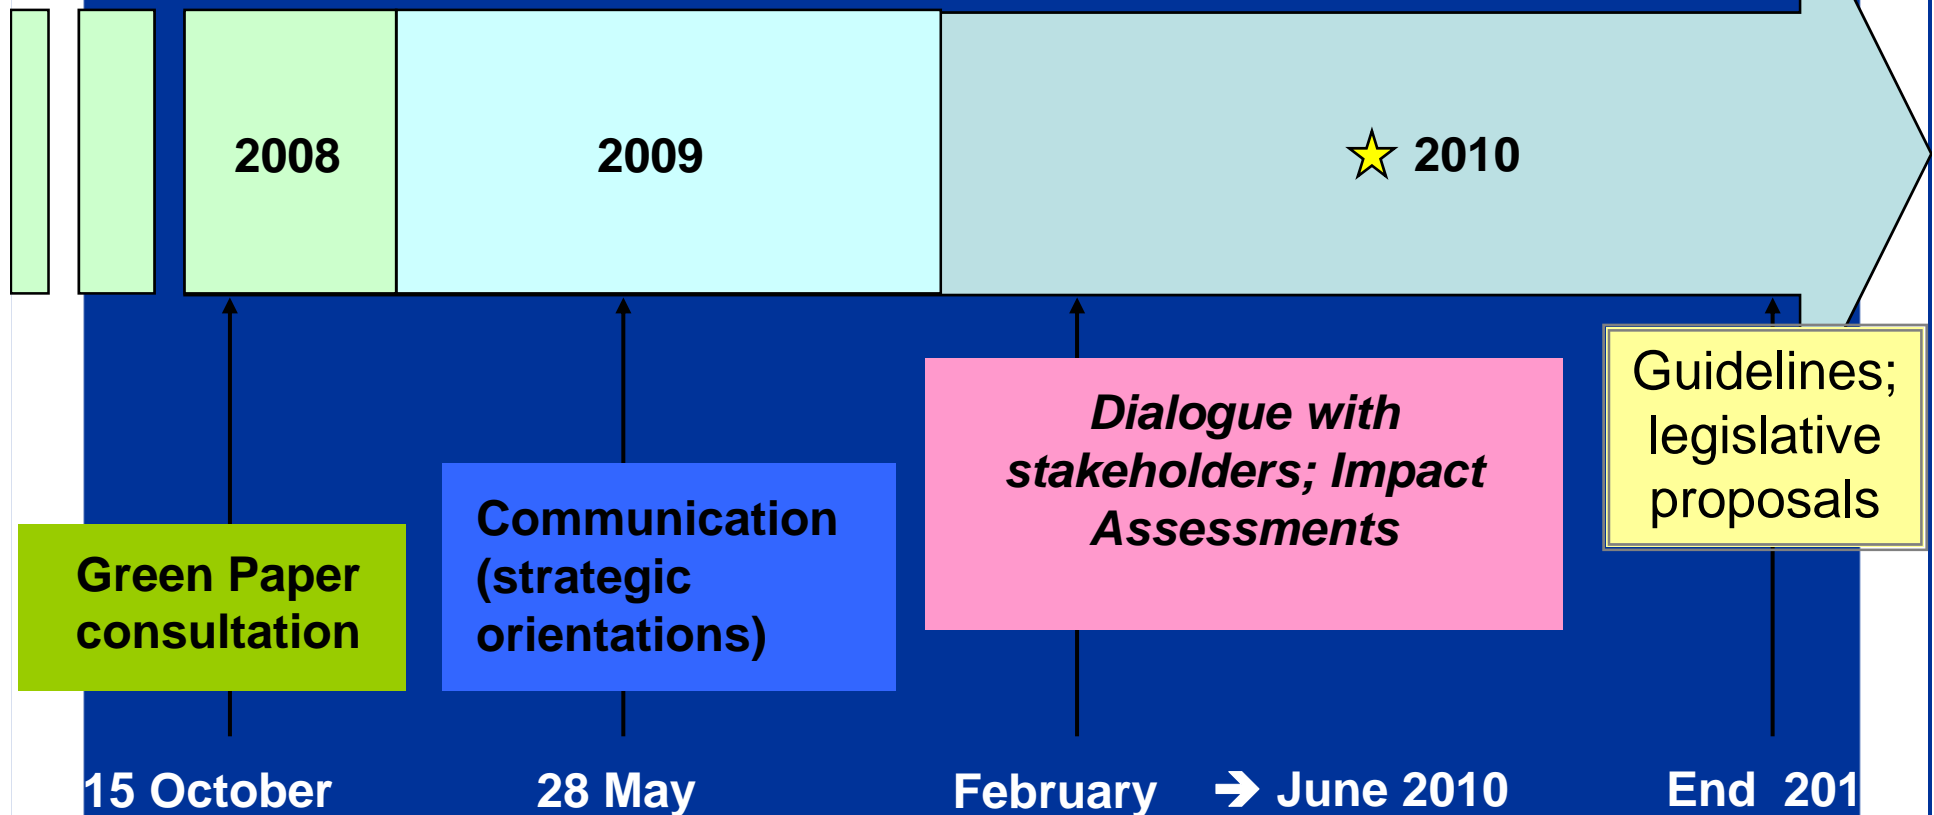 2008
2009
2010
Green Paper
consultation
Communication
(strategic
orientations)
Dialogue with
stakeholders; Impact
Assessments
Guidelines;
legislative
proposals
15 October
28 May
February ➔ June 2010
End 201